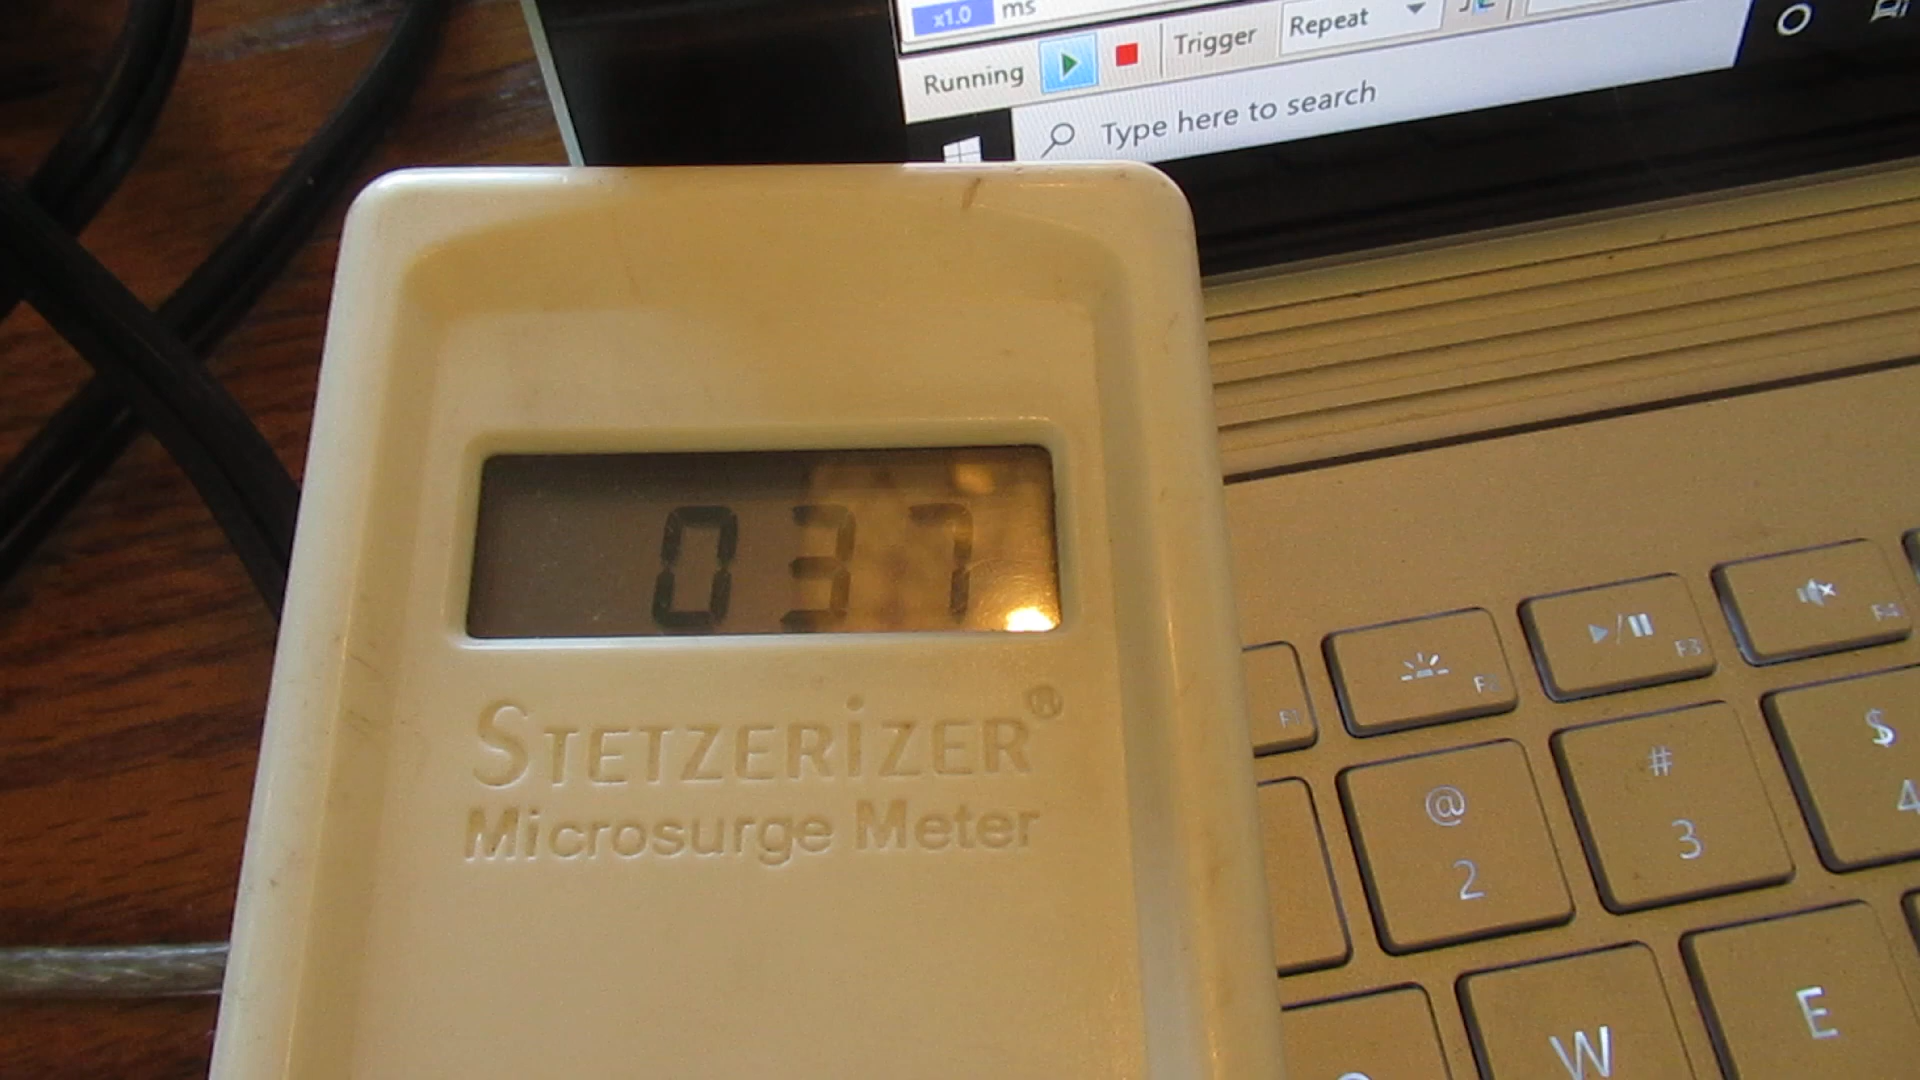 x1.0 ms
Running Trigger Repeat
Type here to search
037
STETZERiZER®
Microsurge Meter
F1 F2 F3 F4
@ 2 # 3 $ 4
W E